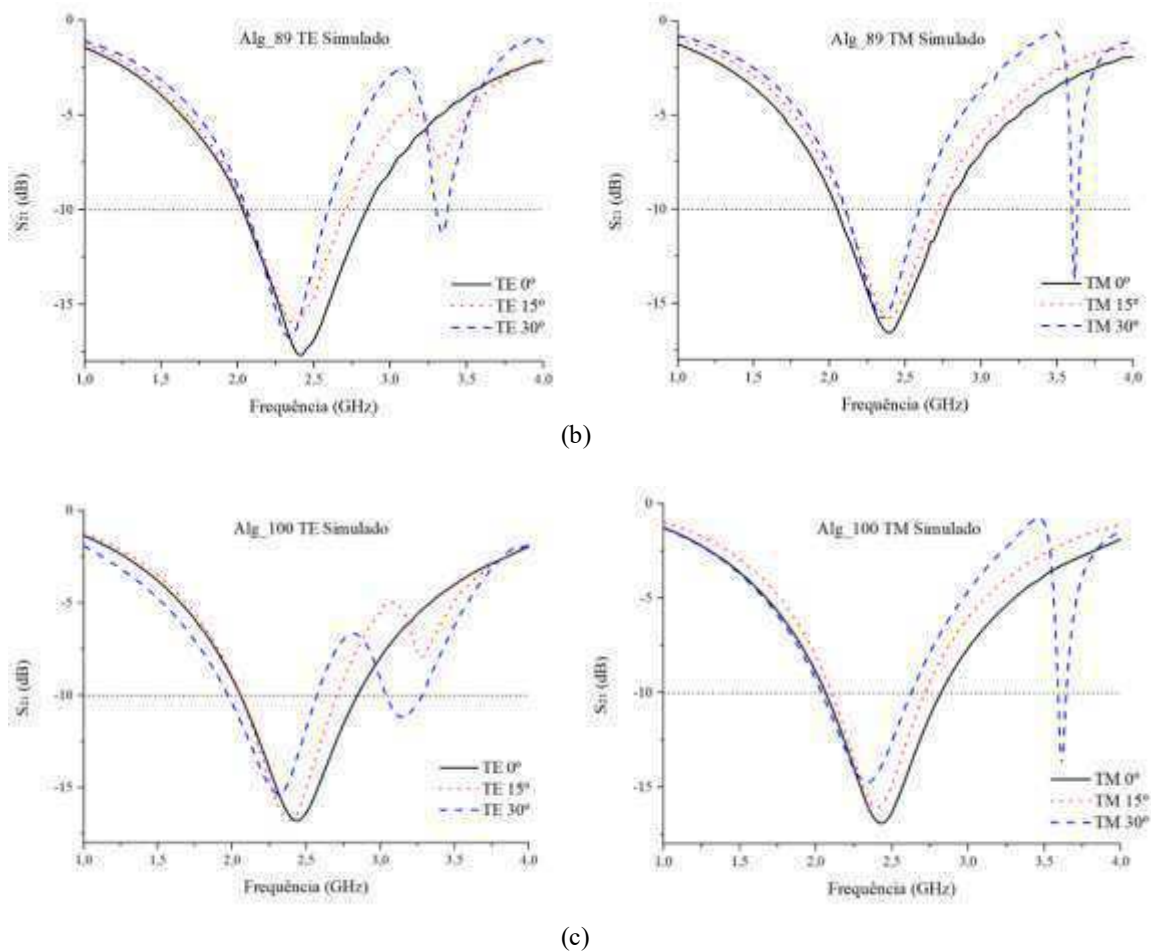 Alg_89 TE Simulado
0
-5
-10
-15
S21 (dB)
TE 0º
TE 15º
TE 30º
1,0 1,5 2,0 2,5 3,0 3,5 4,0
Frequência (GHz)
Alg_89 TM Simulado
0
-5
-10
-15
S21 (dB)
TM 0º
TM 15º
TM 30º
1,0 1,5 2,0 2,5 3,0 3,5 4,0
Frequência (GHz)
(b)
Alg_100 TE Simulado
0
-5
-10
-15
S21 (dB)
TE 0º
TE 15º
TE 30º
1,0 1,5 2,0 2,5 3,0 3,5 4,0
Frequência (GHz)
Alg_100 TM Simulado
0
-5
-10
-15
S21 (dB)
TM 0º
TM 15º
TM 30º
1,0 1,5 2,0 2,5 3,0 3,5 4,0
Frequência (GHz)
(c)